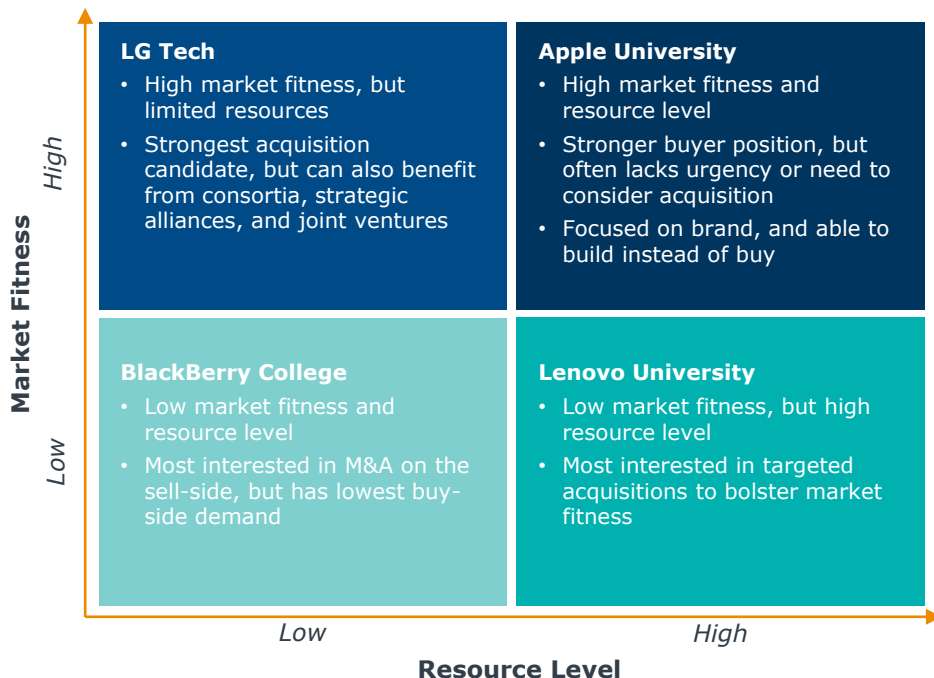 LG Tech
• High market fitness, but
limited resources
• Strongest acquisition
candidate, but can also benefit
from consortia, strategic
alliances, and joint ventures
Apple University
• High market fitness and
resource level
• Stronger buyer position, but
often lacks urgency or need to
consider acquisition
• Focused on brand, and able to
build instead of buy
BlackBerry College
• Low market fitness and
resource level
• Most interested in M&A on the
sell-side, but has lowest buy-
side demand
Lenovo University
• Low market fitness, but high
resource level
• Most interested in targeted
acquisitions to bolster market
fitness
Market Fitness
High
Low
Low
High
Resource Level